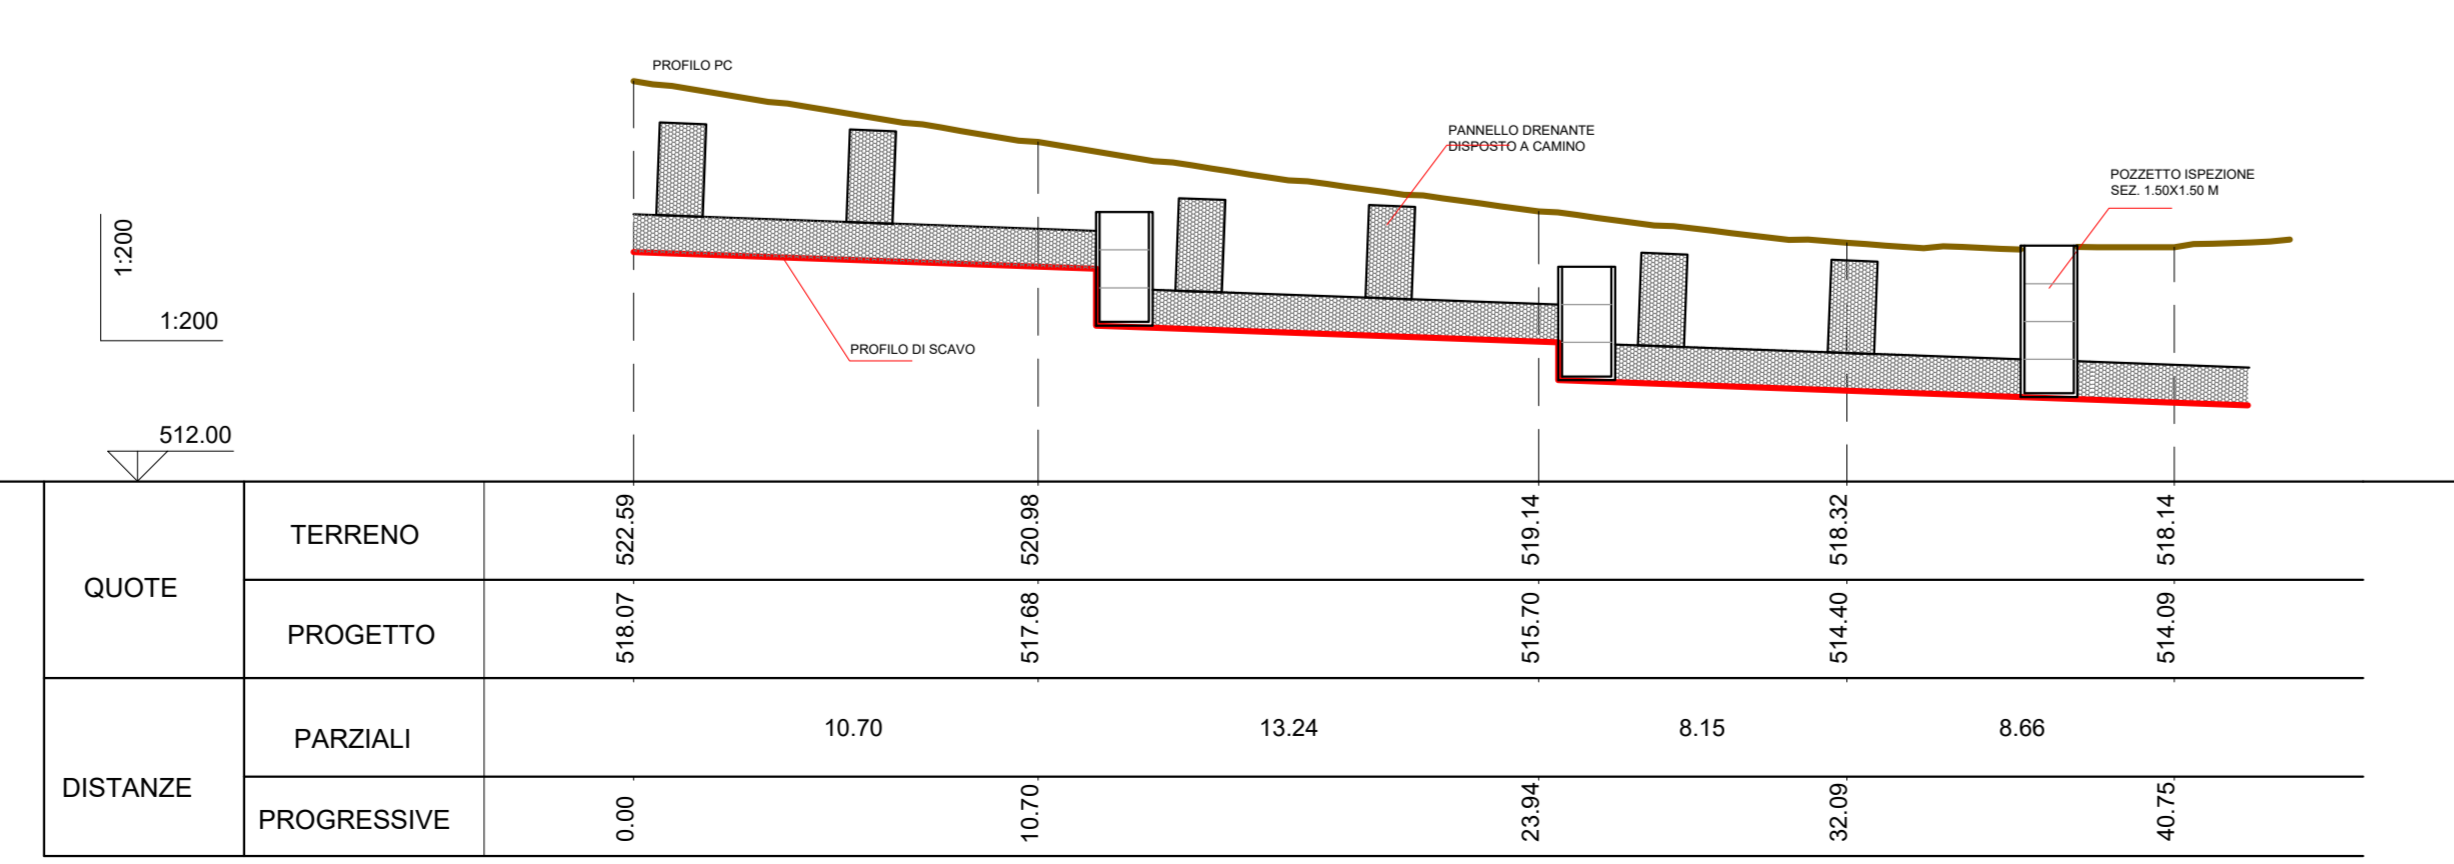 PROFILO PC
PANNELLO DRENANTE
DISPOSTO A CAMINO
POZZETTO ISPEZIONE
SEZ. 1.50X1.50 M
1:200
1:200
PROFILO DI SCAVO
512.00
QUOTE
TERRENO
522.59
520.98
519.14
518.32
518.14
PROGETTO
518.07
517.68
515.70
514.40
514.09
DISTANZE
PARZIALI
10.70
13.24
8.15
8.66
PROGRESSIVE
0.00
10.70
23.94
32.09
40.75